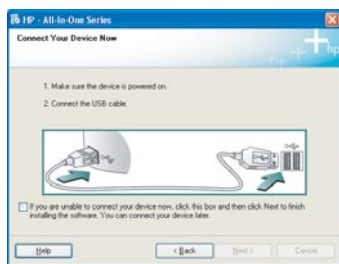 HP - All-In-One Series
Connect Your Device Now
hp
1. Make sure the device is powered on.
2. Connect the USB cable.
If you are unable to connect your device now, click this box and then click Next to finish
installing the software. You can connect your device later.
Help
< Back
Next >
Cancel